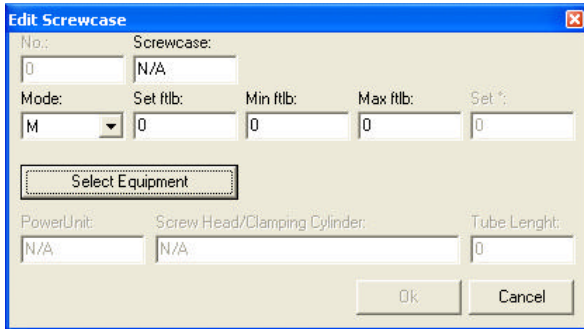 Edit Screwcase
No.: Screwcase:
0 N/A
Mode: Set ftlb: Min ftlb: Max ftlb: Set °:
M 0 0 0 0
Select Equipment
PowerUnit: Screw Head/Clamping Cylinder: Tube Lenght:
N/A N/A 0
Ok Cancel